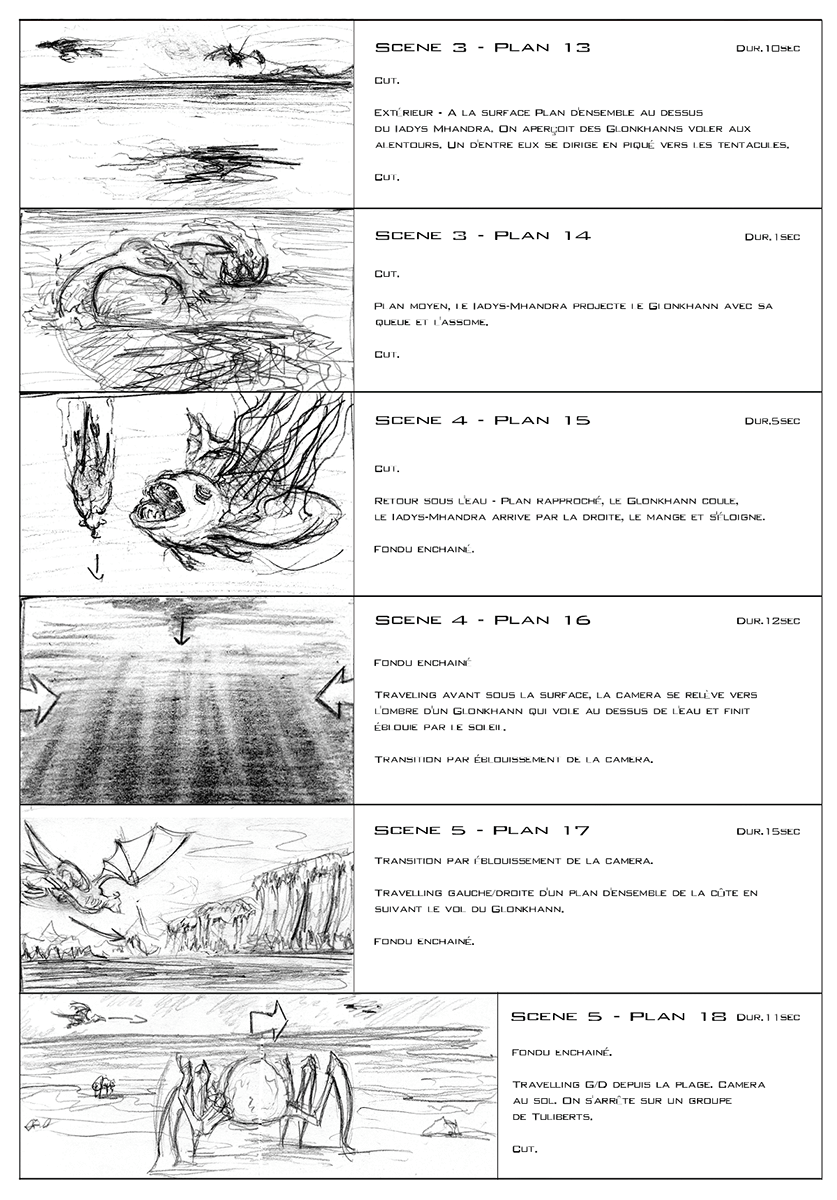 Scene 3 - Plan 13 Dur.10sec
Cut.
Extérieur - A la surface Plan d'ensemble au dessus
du Iadys Mhandra. On aperçoit des Glonkhanns voler aux
alentours. Un d'entre eux se dirige en piqué vers les tentacules.
Cut.
Scene 3 - Plan 14 Dur.1sec
Cut.
Plan moyen, le Iadys-Mhandra projecte le Glonkhann avec sa
queue et l'assome.
Cut.
Scene 4 - Plan 15 Dur.5sec
Cut.
Retour sous l'eau - Plan rapproché, le Glonkhann coule,
le Iadys-Mhandra arrive par la droite, le mange et s'éloigne.
Fondu enchainé.
Scene 4 - Plan 16 Dur.12sec
Fondu enchainé
Traveling avant sous la surface, la camera se relève vers
l'ombre d'un Glonkhann qui vole au dessus de l'eau et finit
éblouie par le soleil.
Transition par éblouissement de la camera.
Scene 5 - Plan 17 Dur.15sec
Transition par l'éblouissement de la camera.
Travelling gauche/droite d'un plan d'ensemble de la côte en
suivant le vol du Glonkhann.
Fondu enchainé.
Scene 5 - Plan 18 Dur.11sec
Fondu enchainé.
Travelling G/D depuis la plage. Camera
au sol. On s'arrête sur un groupe
de Tuliberts.
Cut.